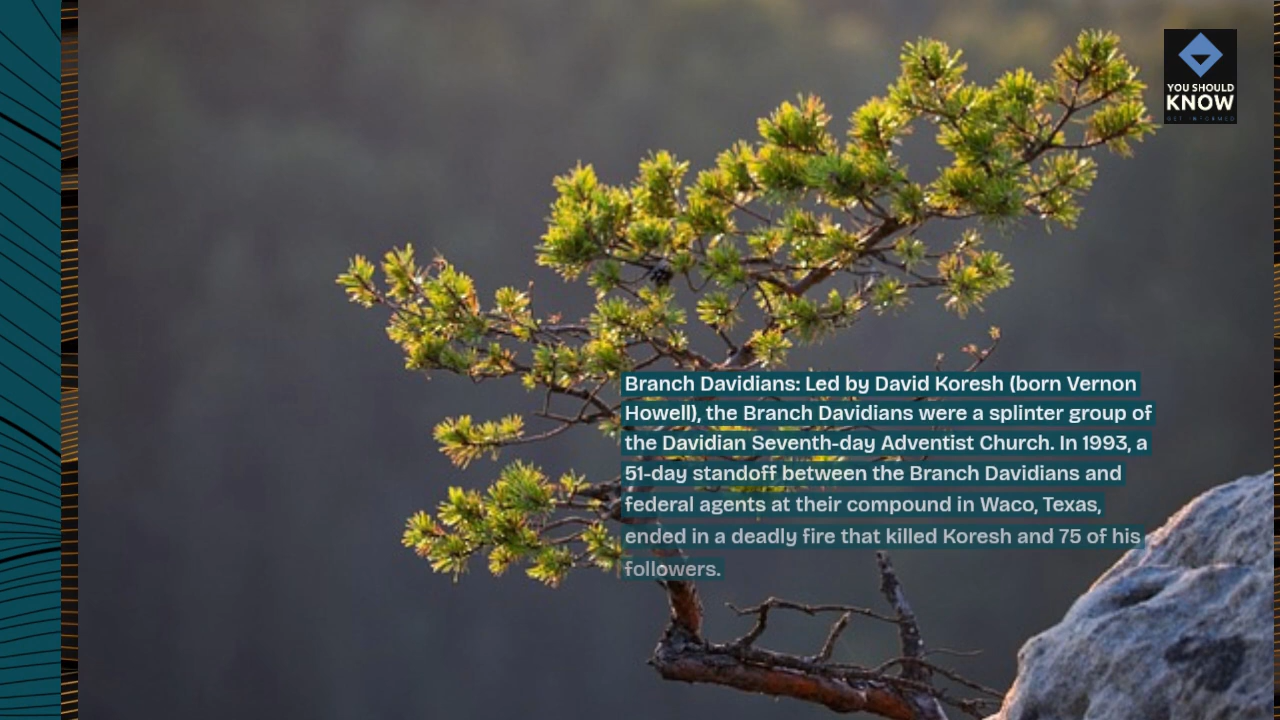 YOU SHOULD
KNOW
GET INFORMED
Branch Davidians: Led by David Koresh (born Vernon
Howell), the Branch Davidians were a splinter group of
the Davidian Seventh-day Adventist Church. In 1993, a
51-day standoff between the Branch Davidians and
federal agents at their compound in Waco, Texas,
ended in a deadly fire that killed Koresh and 75 of his
followers.